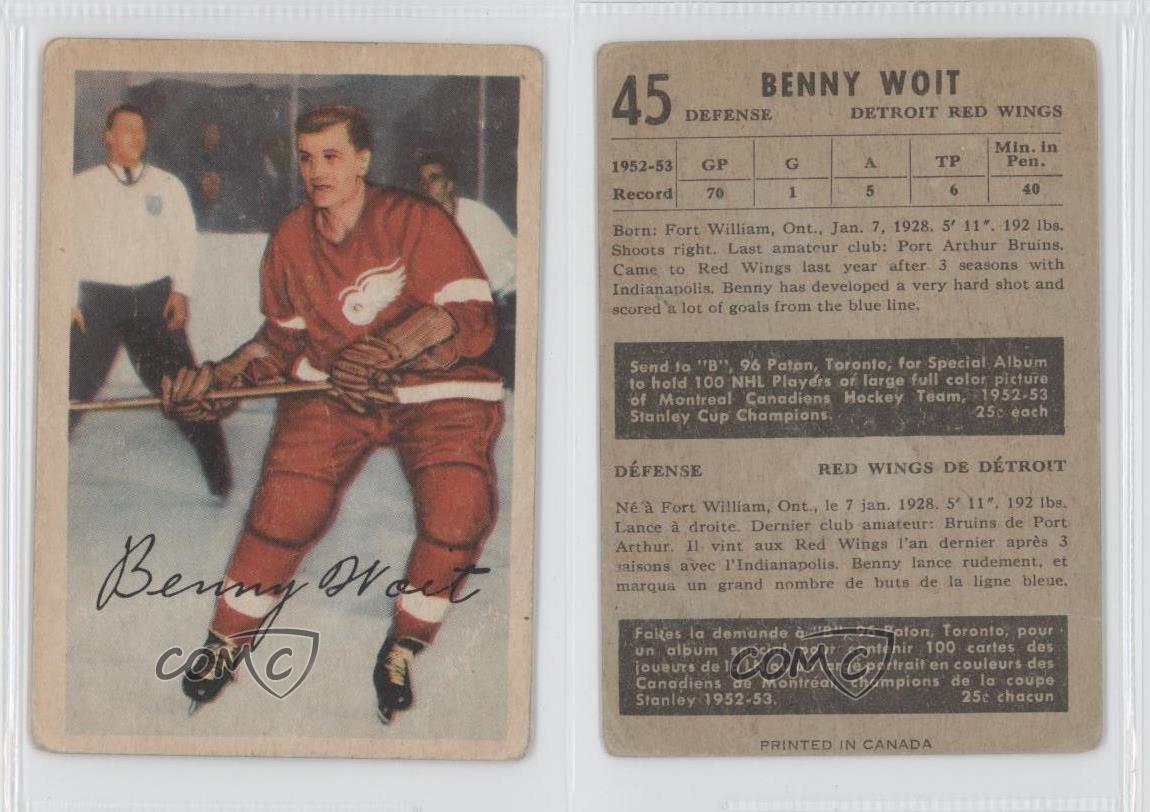 Benny Woit
COMC
45
BENNY WOIT
DEFENSE DETROIT RED WINGS
1952-53 GP G A TP Min. in Pen.
Record 70 1 5 6 40
Born: Fort William, Ont., Jan. 7, 1928. 5' 11". 192 lbs.
Shoots right. Last amateur club: Port Arthur Bruins.
Came to Red Wings last year after 3 seasons with
Indianapolis. Benny has developed a very hard shot and
scored a lot of goals from the blue line.
Send to "B", 96 Paton, Toronto, for Special Album
to hold 100 NHL Players or large full color picture
of Montreal Canadiens Hockey Team, 1952-53
Stanley Cup Champions. 25c each
DÉFENSE RED WINGS DE DÉTROIT
Né à Fort William, Ont., le 7 jan. 1928. 5' 11". 192 lbs.
Lance à droite. Dernier club amateur: Bruins de Port
Arthur. Il vint aux Red Wings l'an dernier après 3
saisons avec l'Indianapolis. Benny lance rudement, et
marqua un grand nombre de buts de la ligne bleue.
Faites la demande à "B", 96 Paton, Toronto, pour
un album spécial pour contenir 100 cartes des
joueurs de la portrait en couleurs des
Canadiens de Montréal, Champions de la coupe
Stanley 1952-53. 25c chacun
COMC
PRINTED IN CANADA